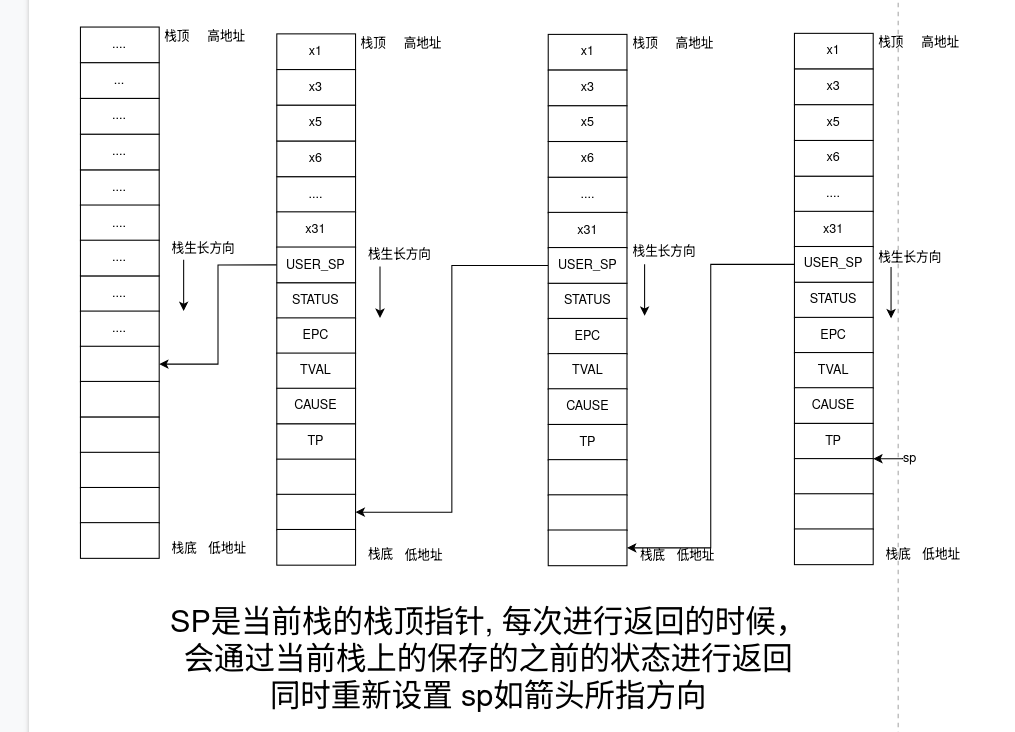 ....
...
....
....
....
....
....
....
....
栈顶 高地址
栈生长方向
栈底 低地址
x1
x3
x5
x6
....
x31
USER_SP
STATUS
EPC
TVAL
CAUSE
TP
栈顶 高地址
栈生长方向
栈底 低地址
x1
x3
x5
x6
....
x31
USER_SP
STATUS
EPC
TVAL
CAUSE
TP
栈顶 高地址
栈生长方向
栈底 低地址
x1
x3
x5
x6
....
x31
USER_SP
STATUS
EPC
TVAL
CAUSE
TP
栈顶 高地址
栈生长方向
sp
栈底 低地址
SP是当前栈的栈顶指针, 每次进行返回的时候，
会通过当前栈上的保存的之前的状态进行返回
同时重新设置 sp如箭头所指方向